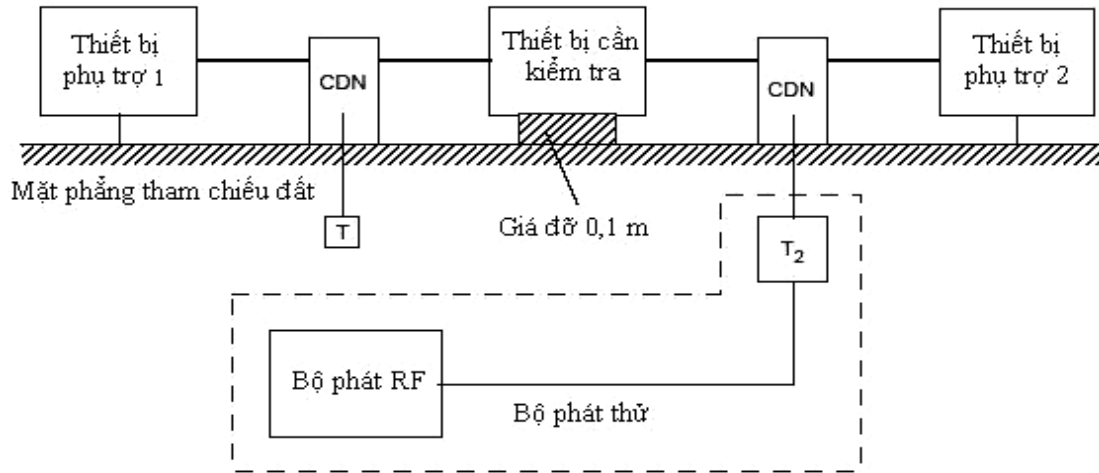 Thiết bị
phụ trợ 1
CDN
Thiết bị cần
kiểm tra
CDN
Thiết bị
phụ trợ 2
Mặt phẳng tham chiếu đất
T
Giá đỡ 0,1 m
T2
Bộ phát RF
Bộ phát thử